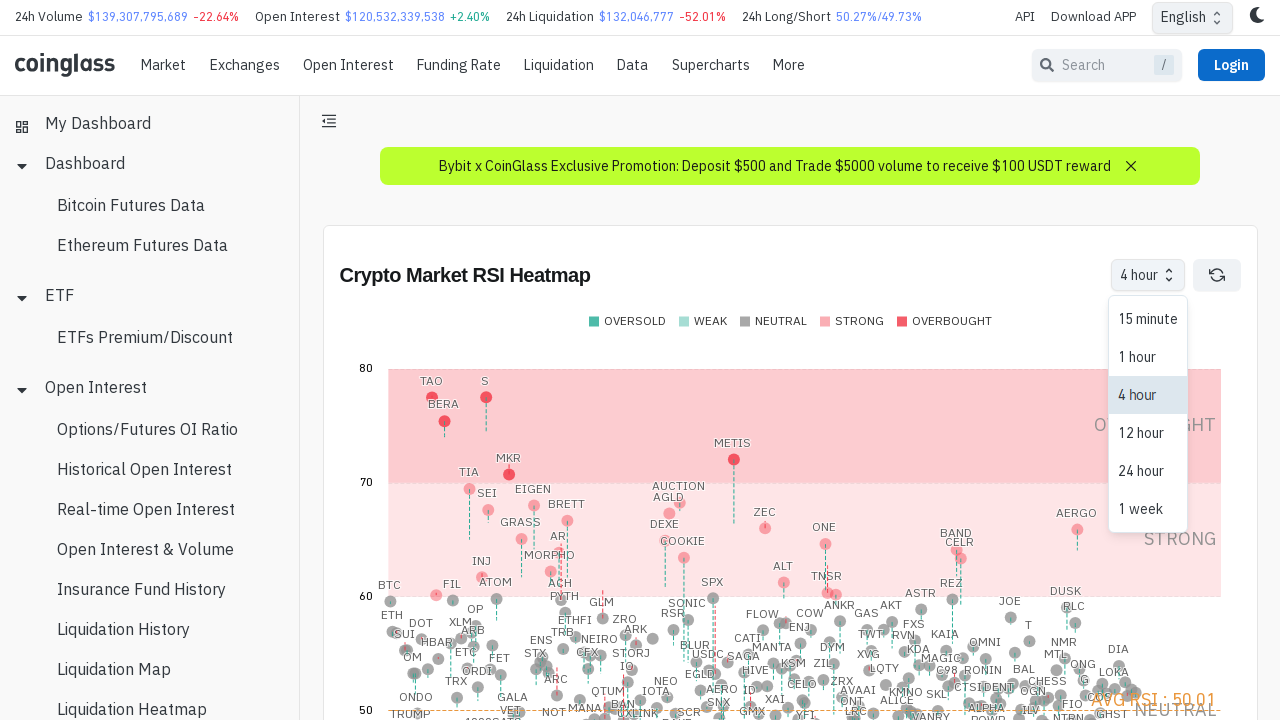 24h Volume $139,307,795,689 -22.64% Open Interest $120,532,339,538 +2.40% 24h Liquidation $132,046,777 -52.01% 24h Long/Short 50.27%/49.73% API Download APP English
coinglass Market Exchanges Open Interest Funding Rate Liquidation Data Supercharts More Search / Login
My Dashboard
Dashboard
Bitcoin Futures Data
Ethereum Futures Data
ETF
ETFs Premium/Discount
Open Interest
Options/Futures OI Ratio
Historical Open Interest
Real-time Open Interest
Open Interest & Volume
Insurance Fund History
Liquidation History
Liquidation Map
Liquidation Heatmap
Bybit x CoinGlass Exclusive Promotion: Deposit $500 and Trade $5000 volume to receive $100 USDT reward
Crypto Market RSI Heatmap
4 hour
15 minute
1 hour
4 hour
12 hour
24 hour
1 week
OVERSOLD WEAK NEUTRAL STRONG OVERBOUGHT
80
TAO S
BERA
METIS
MKR
70
TIA
SEI EIGEN AUCTION
AGLD
BRETT
GRASS DEXE ZEC ONE BAND AERGO
COOKIE CELR
MORPHO
INJ ALT TNSR
60
BTC FIL ATOM ACH SPX REZ DUSK
PYTH GLM SONIC ASTR JOE RLC
ETH OP ETHFI ZRO RSR FLOW COW ANKR GAS AKT
DOT XLM ARB TRB ARK ENJ FXS T
SUI HBAR ENS NEIRO CATI TWT RVN KAIA OMNI NMR
ETC STX CFX STORJ BLUR USDC SAGA MANTA DYM XVG KDA MAGIC MTL DIA
FET KSM ZIL LQTY C98 RONIN BAL ONG LOKA
TRX ARC EGLD HIVE CELO ZRX CHESS
ONDO GALA QTUM IOTA NEO AERO XAI AVAAI KMNO SKL OGN
VET MANA BAN SNX GMX ONT ALICE ALPHA ILV FIO
50
TRUMP NOT SCR YFI LRC VANRY GHST
STRONG
AVG RSI : 50.01
NEUTRAL